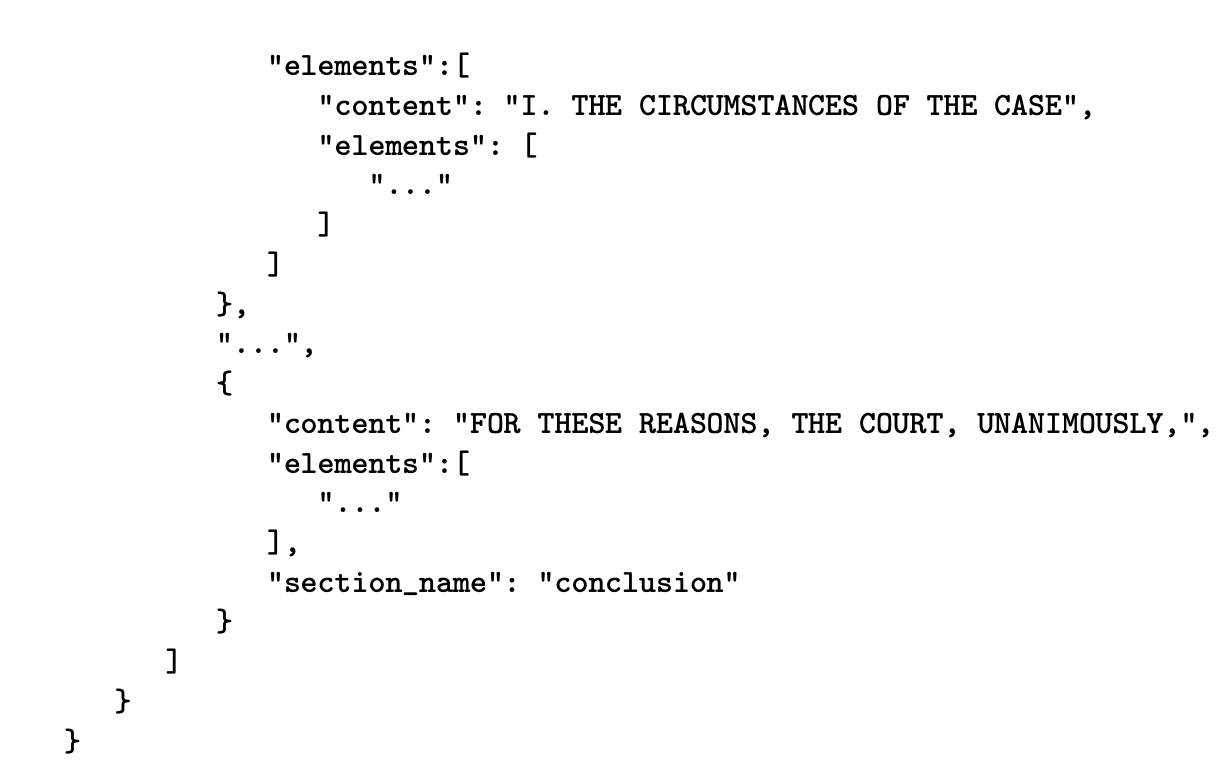 "elements":[
"content": "I. THE CIRCUMSTANCES OF THE CASE",
"elements": [
"..."
]
]
},
"...",
{
"content": "FOR THESE REASONS, THE COURT, UNANIMOUSLY,",
"elements":[
"..."
],
"section_name": "conclusion"
}
]
}
}